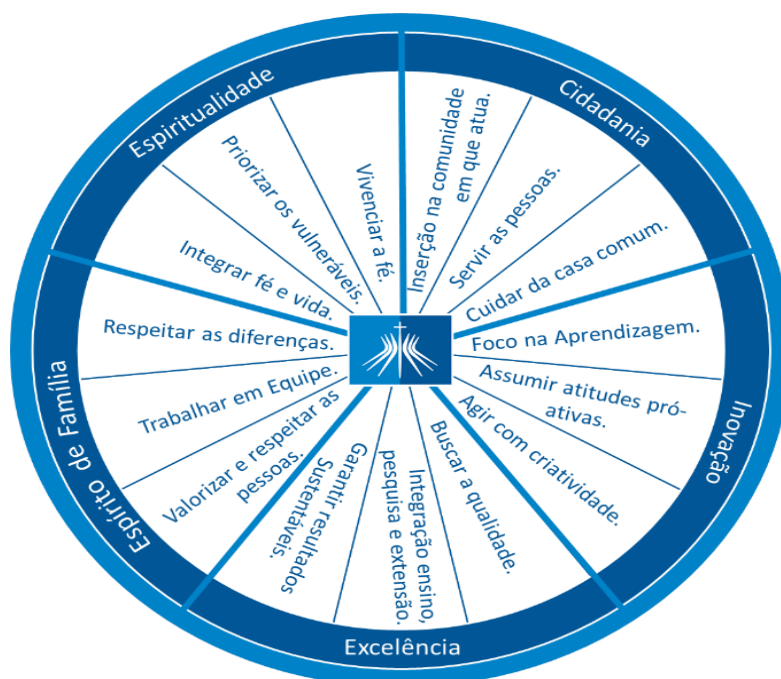 Espiritualidade
Integrar fé e vida.
Priorizar os vulneráveis.
Vivenciar a fé.
Cidadania
Inserção na comunidade
em que atua.
Servir as pessoas.
Cuidar da casa comum.
Inovação
Foco na Aprendizagem.
Assumir atitudes pró-
ativas.
Agir com criatividade.
Excelência
Buscar a qualidade.
Integração ensino,
pesquisa e extensão.
Garantir resultados
Sustentáveis.
Espírito de Família
Valorizar e respeitar as
pessoas.
Trabalhar em Equipe.
Respeitar as diferenças.